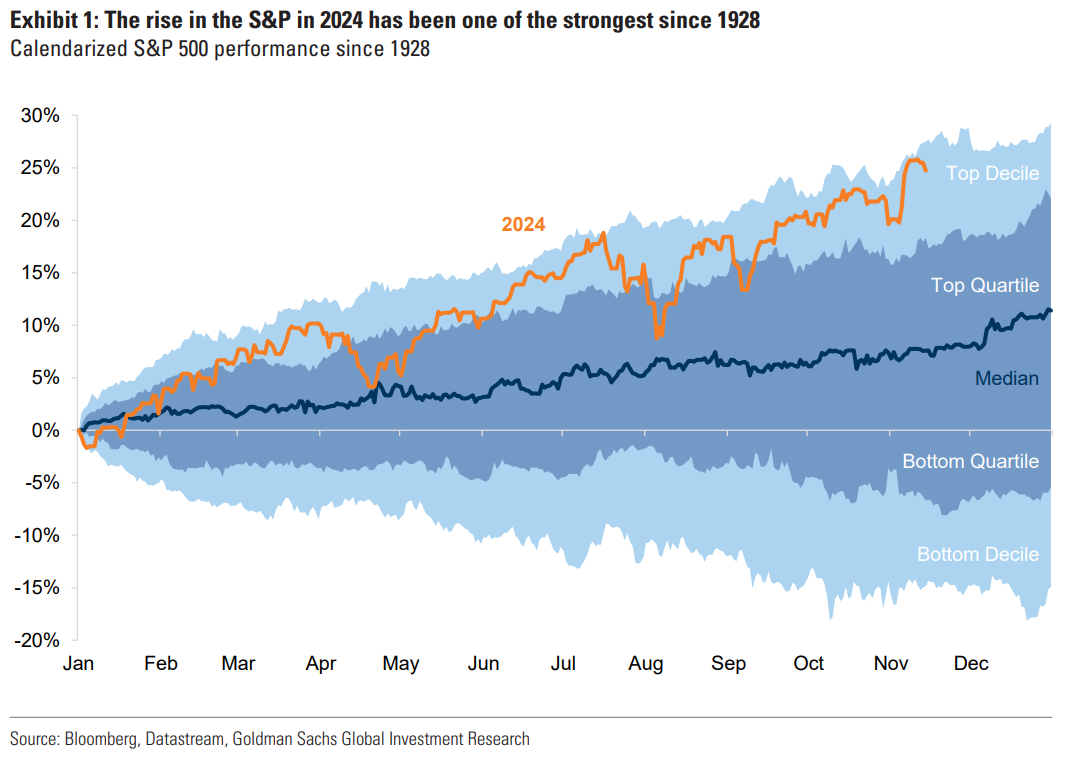 Exhibit 1: The rise in the S&P in 2024 has been one of the strongest since 1928
Calendarized S&P 500 performance since 1928
30%
25%
20%
15%
10%
5%
0%
-5%
-10%
-15%
-20%
2024
Top Decile
Top Quartile
Median
Bottom Quartile
Bottom Decile
Jan Feb Mar Apr May Jun Jul Aug Sep Oct Nov Dec
Source: Bloomberg, Datastream, Goldman Sachs Global Investment Research